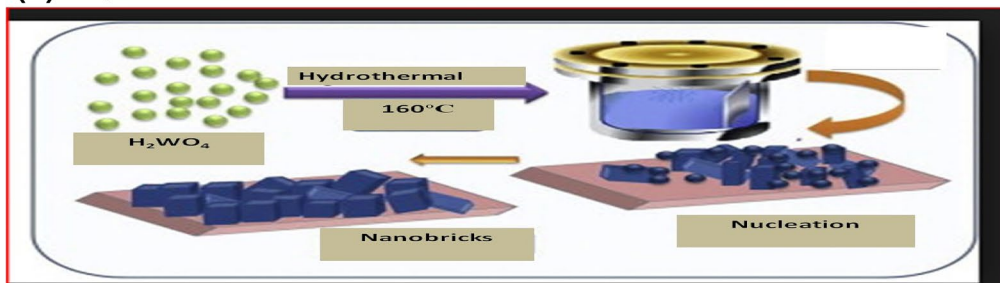 Hydrothermal
160°C
H₂WO₄
Nucleation
Nanobricks